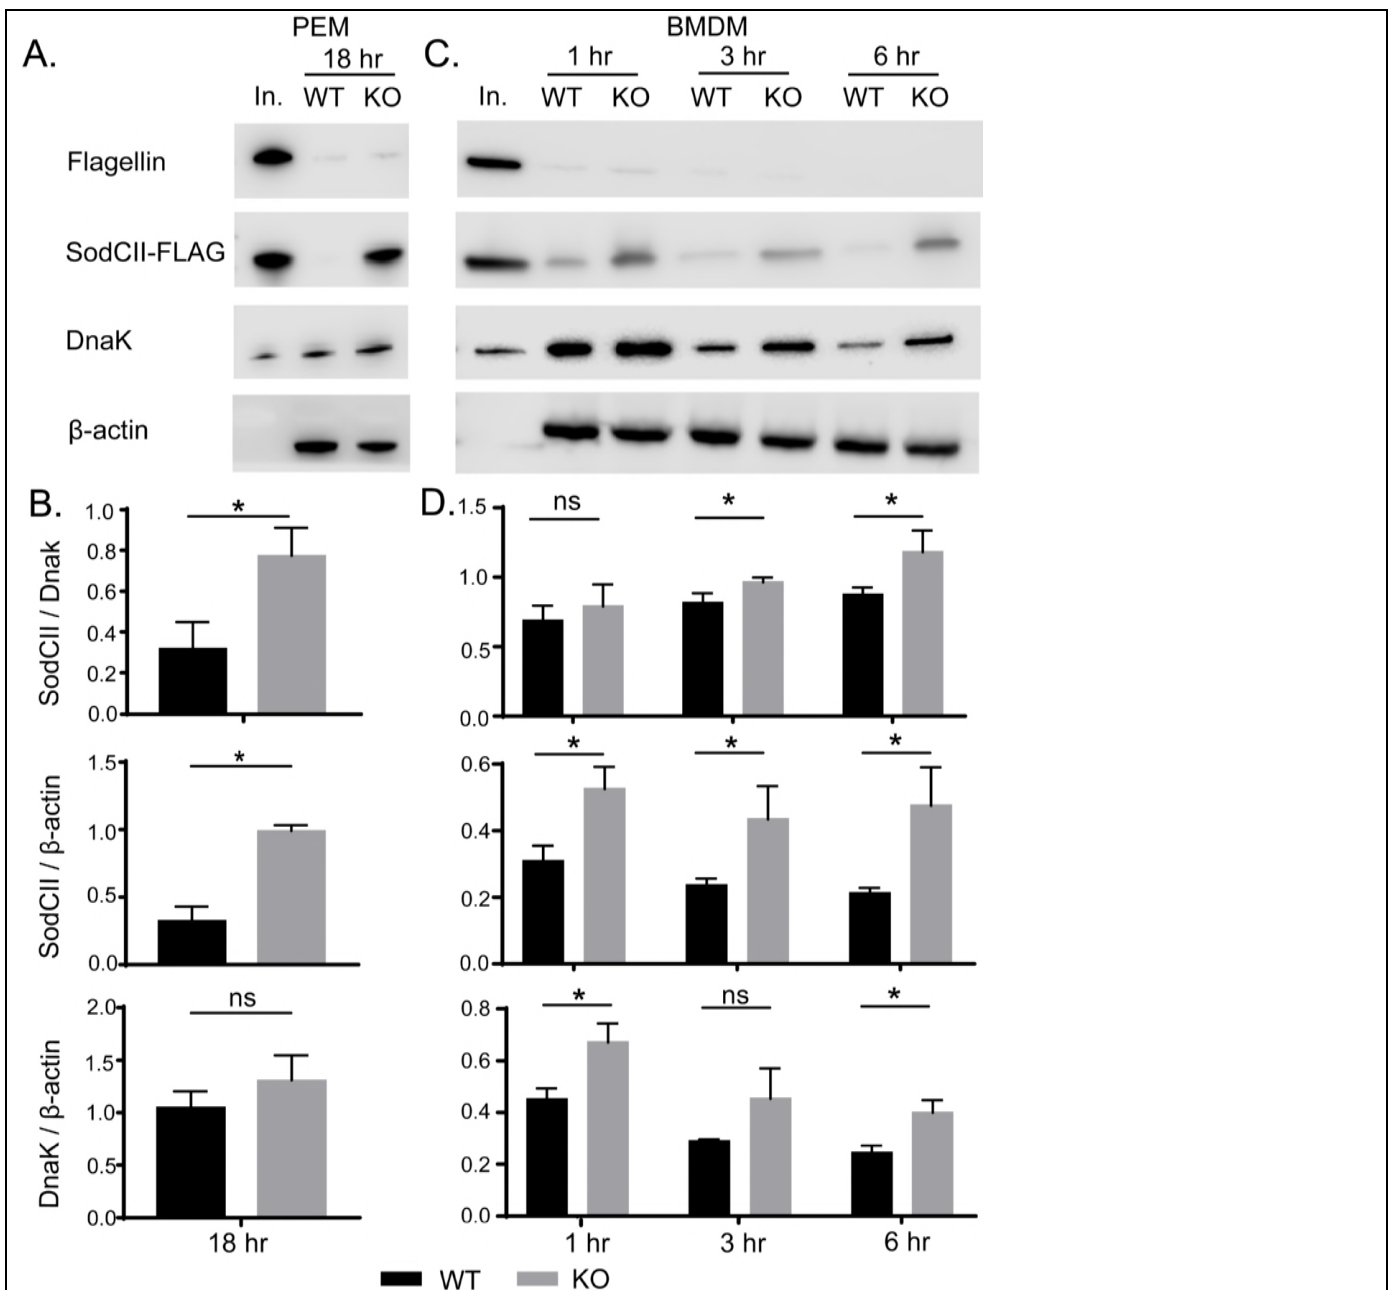 PEM
BMDM
A.
18 hr
C.
1 hr
3 hr
6 hr
In.
WT
KO
In.
WT
KO
WT
KO
WT
KO
Flagellin
SodCII-FLAG
DnaK
β-actin
B.
SodCII / Dnak
1.0
0.8
0.6
0.4
0.2
0.0
*
D.
1.5
1.0
0.5
0.0
ns
*
*
SodCII / β-actin
1.5
1.0
0.5
0.0
*
0.6
0.4
0.2
0.0
*
*
*
DnaK / β-actin
2.0
1.5
1.0
0.5
0.0
ns
18 hr
0.8
0.6
0.4
0.2
0.0
*
ns
*
1 hr
3 hr
6 hr
WT
KO